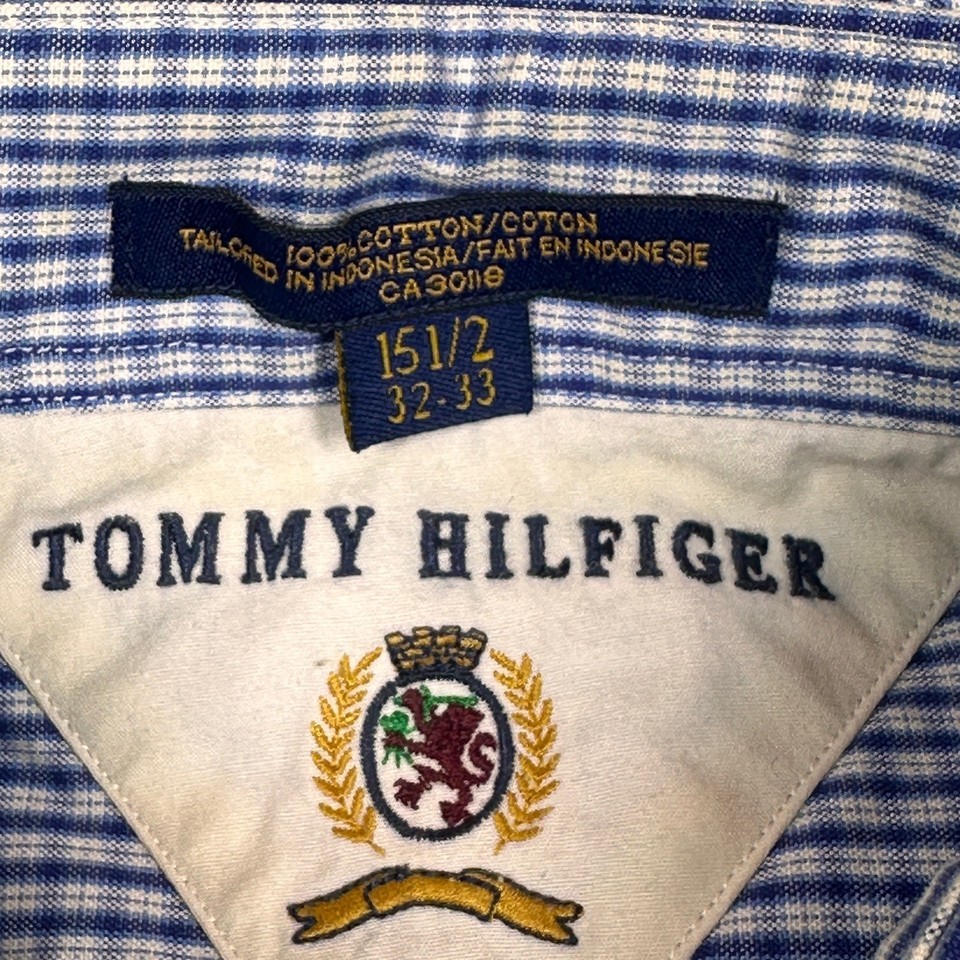 100% COTTON/COTON
TAILORED IN INDONESIA/FAIT EN INDONESIE
CA30118
15 1/2
32-33
TOMMY HILFIGER